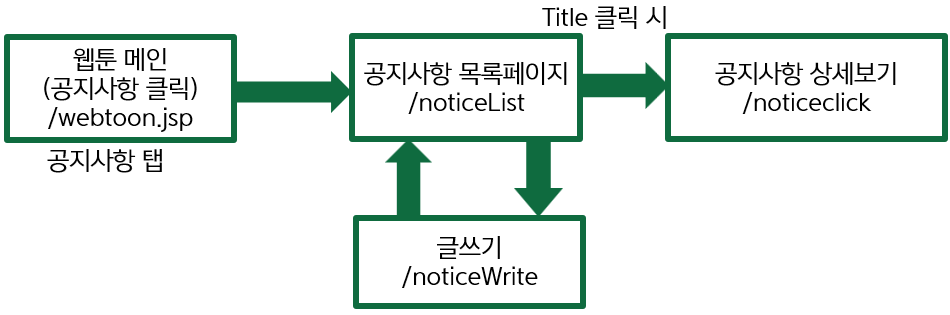 Title 클릭 시
웹툰 메인
(공지사항 클릭)
/webtoon.jsp
공지사항 탭
공지사항 목록페이지
/noticeList
공지사항 상세보기
/noticeclick
글쓰기
/noticeWrite